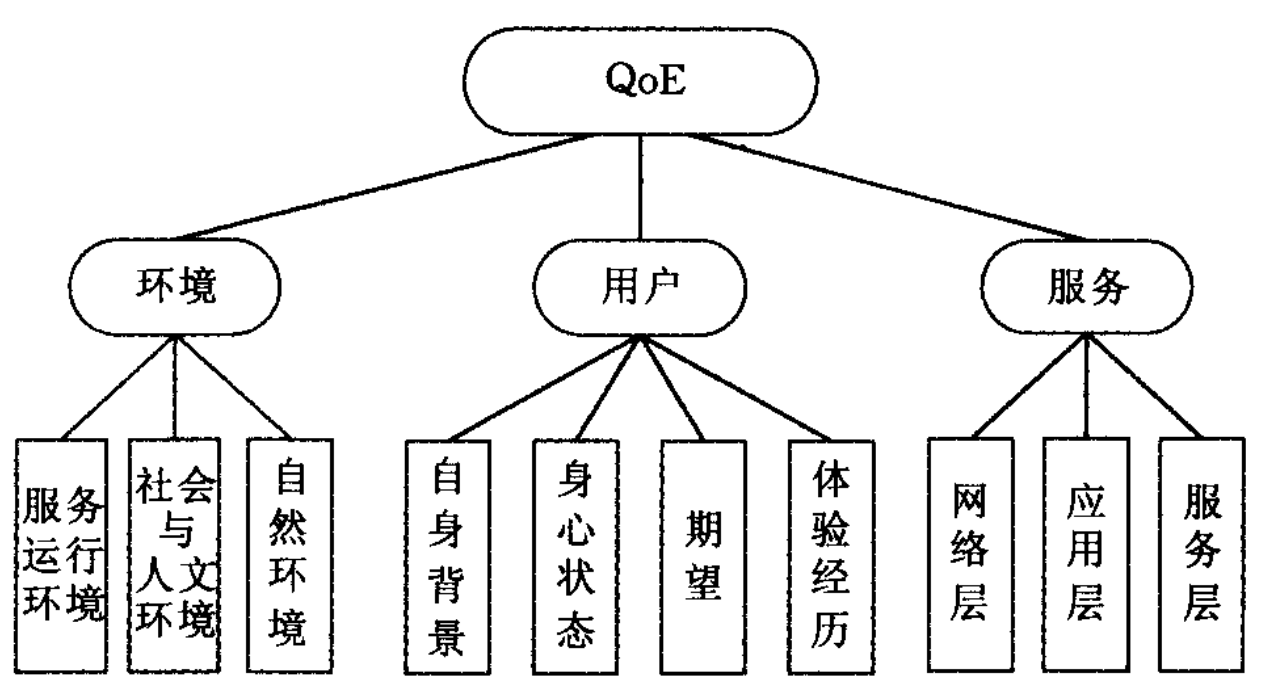 QoE
环境
用户
服务
服务
运行
环境
社会
与
人文
环境
自然环境
自身背景
身心状态
期望
体验经历
网络层
应用层
服务层